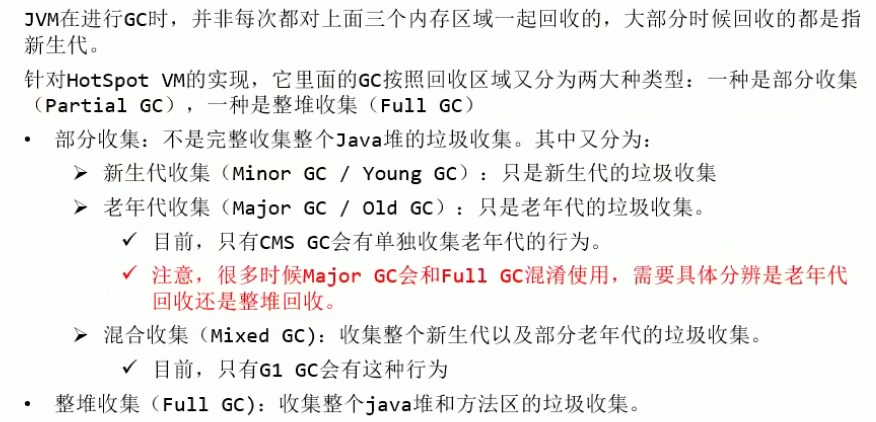 JVM在进行GC时，并非每次都对上面三个内存区域一起回收的，大部分时候回收的都是指
新生代。
针对HotSpot VM的实现，它里面的GC按照回收区域又分为两大种类型：一种是部分收集
（Partial GC），一种是整堆收集（Full GC）
• 部分收集：不是完整收集整个Java堆的垃圾收集。其中又分为：
➢ 新生代收集（Minor GC / Young GC）：只是新生代的垃圾收集
➢ 老年代收集（Major GC / Old GC）：只是老年代的垃圾收集。
✓ 目前，只有CMS GC会有单独收集老年代的行为。
✓ 注意，很多时候Major GC会和Full GC混淆使用，需要具体分辨是老年代
回收还是整堆回收。
➢ 混合收集（Mixed GC）：收集整个新生代以及部分老年代的垃圾收集。
✓ 目前，只有G1 GC会有这种行为
• 整堆收集（Full GC）：收集整个java堆和方法区的垃圾收集。